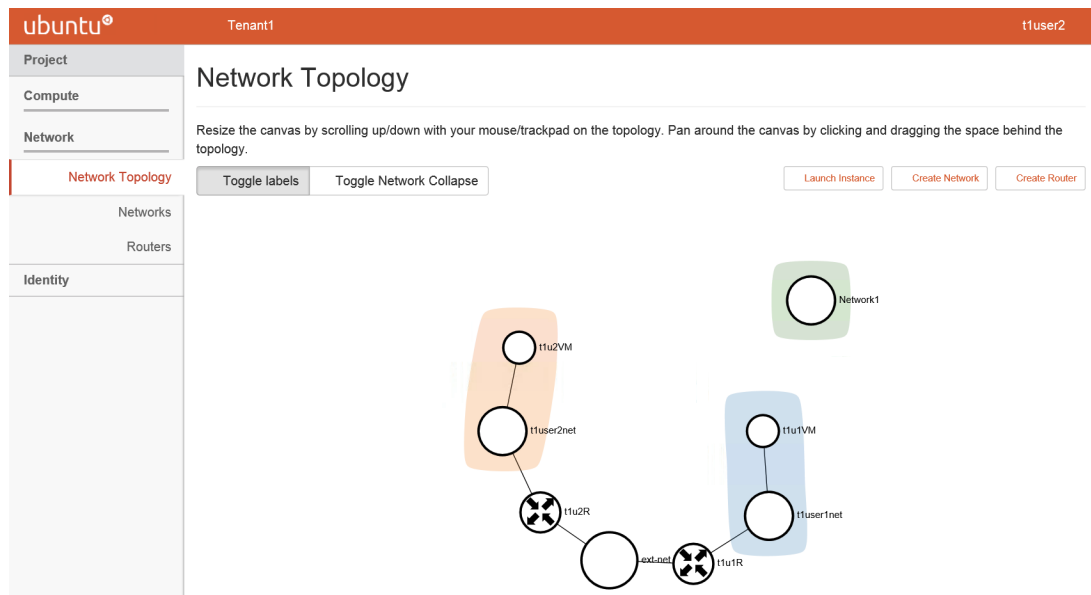 ubuntu
Tenant1
t1user2
Project
Compute
Network
Network Topology
Networks
Routers
Identity
Network Topology
Resize the canvas by scrolling up/down with your mouse/trackpad on the topology. Pan around the canvas by clicking and dragging the space behind the
topology.
Toggle labels
Toggle Network Collapse
Launch Instance
Create Network
Create Router
Network1
t1u2VM
t1user2net
t1u1VM
t1u2R
t1user1net
ext-net
t1u1R